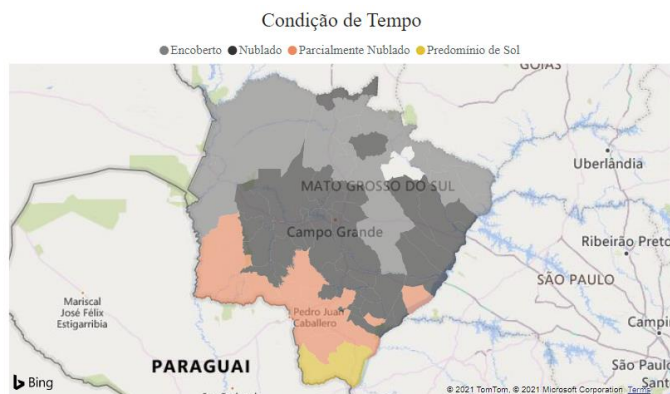 Condição de Tempo
Encoberto Nublado Parcialmente Nublado Predomínio de Sol
GOIÁS
Uberlândia
MATO GROSSO DO SUL
Campo Grande
Ribeirão Preto
SÃO PAULO
Mariscal
José Félix
Estigarribia
Pedro Juan
Caballero
Campi
PARAGUAI
São Paulo
Sant
Bing
© 2021 TomTom, © 2021 Microsoft Corporation Terms